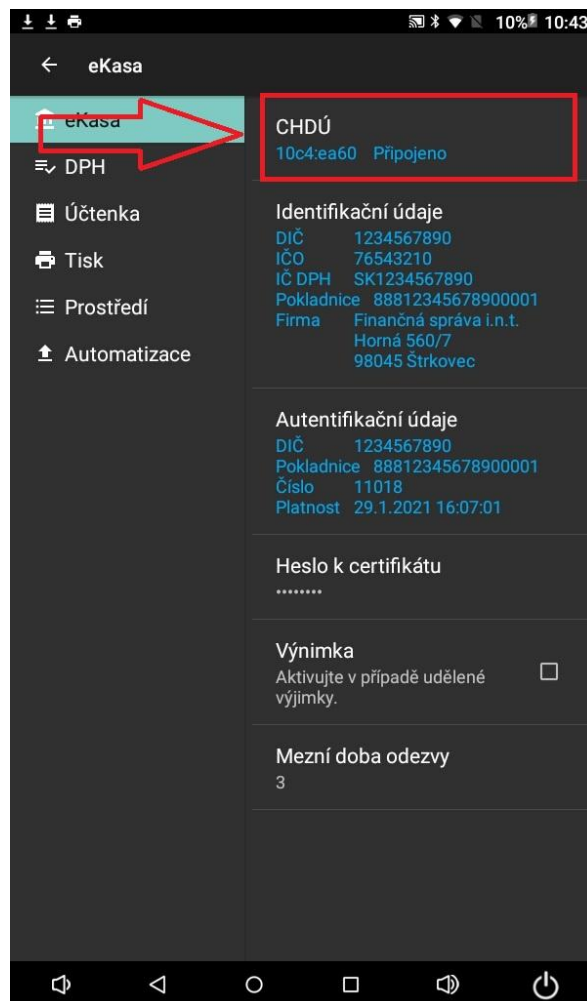 10% 10:43
eKasa
eKasa
DPH
Účtenka
Tisk
Prostředí
Automatizace
CHDÚ
10c4:ea60 Připojeno
Identifikační údaje
DIČ 1234567890
IČO 76543210
IČ DPH SK1234567890
Pokladnice 88812345678900001
Firma Finančná správa i.n.t.
Horná 560/7
98045 Štrkovec
Autentifikační údaje
DIČ 1234567890
Pokladnice 88812345678900001
Číslo 11018
Platnost 29.1.2021 16:07:01
Heslo k certifikátu
••••••••
Výnimka
Aktivujte v případě udělené
výjimky.
Mezní doba odezvy
3